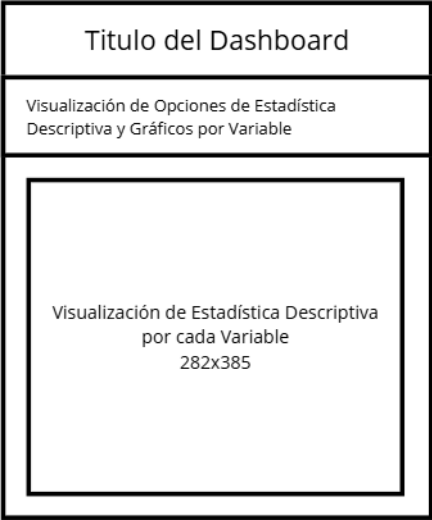 Titulo del Dashboard
Visualización de Opciones de Estadística
Descriptiva y Gráficos por Variable
Visualización de Estadística Descriptiva
por cada Variable
282x385